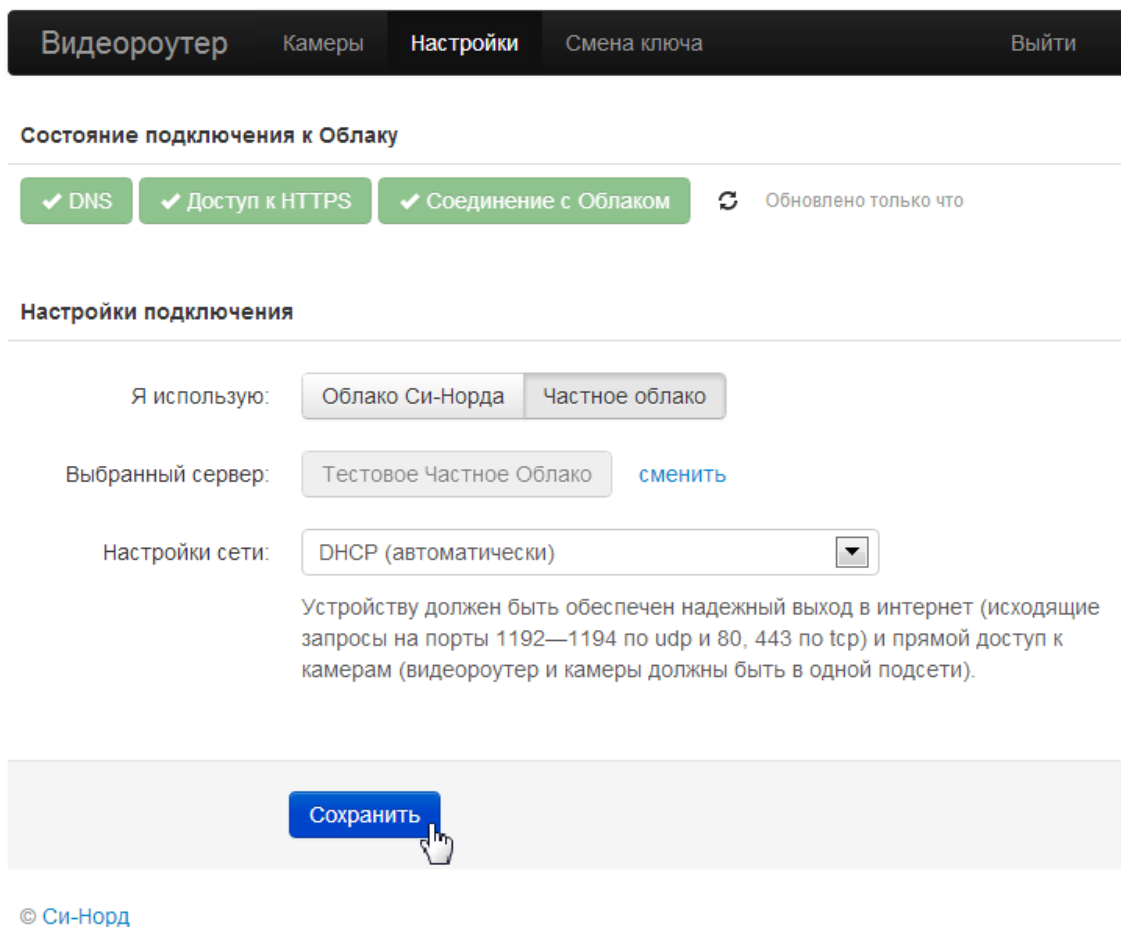 Видеороутер Камеры Настройки Смена ключа Выйти
Состояние подключения к Облаку
DNS Доступ к HTTPS Соединение с Облаком Обновлено только что
Настройки подключения
Я использую: Облако Си-Норда Частное облако
Выбранный сервер: Тестовое Частное Облако сменить
Настройки сети: DHCP (автоматически)
Устройству должен быть обеспечен надежный выход в интернет (исходящие
запросы на порты 1192—1194 по udp и 80, 443 по tcp) и прямой доступ к
камерам (видеороутер и камеры должны быть в одной подсети).
Сохранить
© Си-Норд